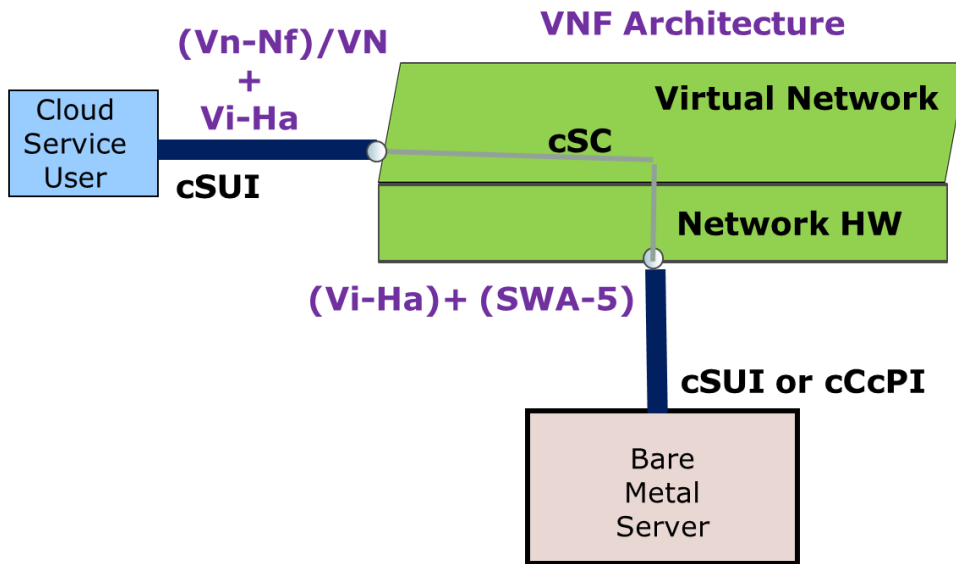 VNF Architecture
(Vn-Nf)/VN
+
Vi-Ha
Cloud
Service
User
cSUI
Virtual Network
cSC
Network HW
(Vi-Ha)+ (SWA-5)
cSUI or cCcPI
Bare
Metal
Server